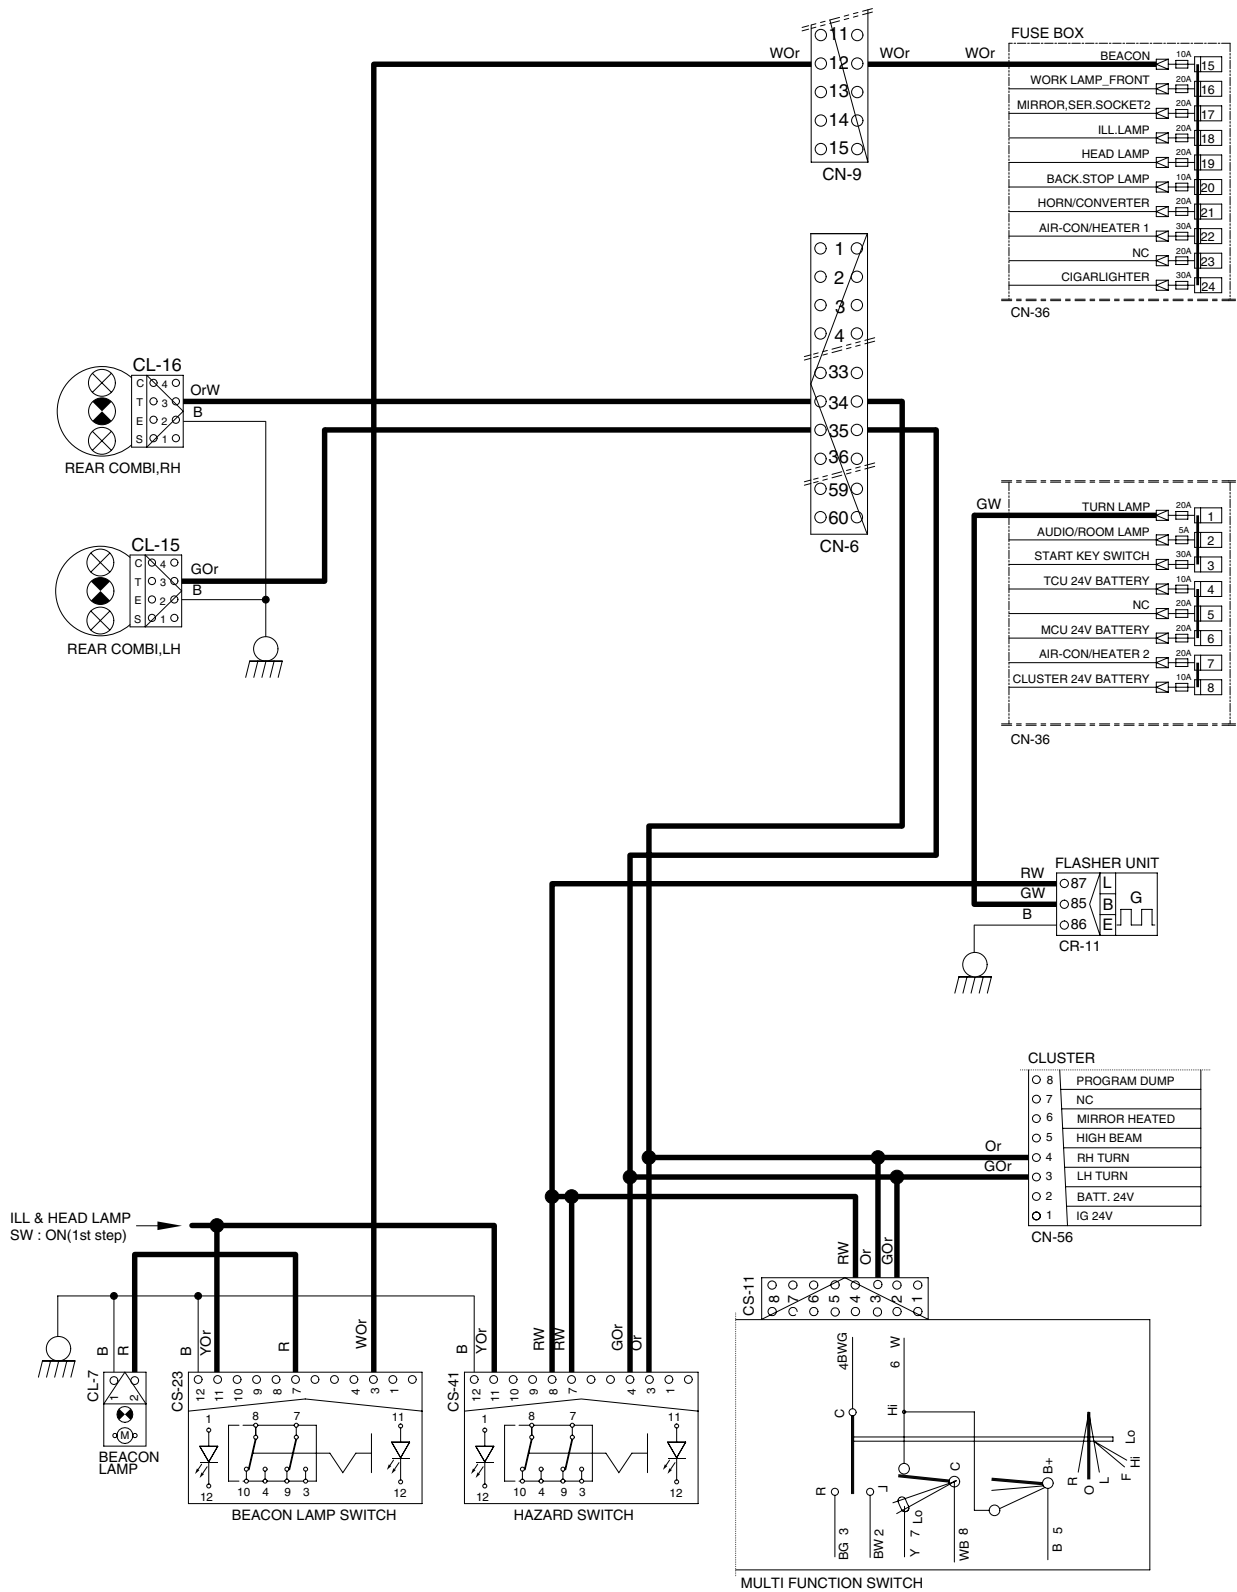 FUSE BOX
BEACON 10A 15
WORK LAMP_FRONT 20A 16
MIRROR,SER.SOCKET2 20A 17
ILL.LAMP 20A 18
HEAD LAMP 20A 19
BACK.STOP LAMP 10A 20
HORN/CONVERTER 20A 21
AIR-CON/HEATER 1 30A 22
NC 20A 23
CIGARLIGHTER 30A 24
CN-36
WOr WOr WOr
11
12
13
14
15
CN-9
1
2
3
4
33
34
35
36
59
60
CN-6
CL-16
C 4
T 3
E 2
S 1
OrW
B
REAR COMBI,RH
CL-15
C 4
T 3
E 2
S 1
GOr
B
REAR COMBI,LH
GW
TURN LAMP 20A 1
AUDIO/ROOM LAMP 5A 2
START KEY SWITCH 30A 3
TCU 24V BATTERY 10A 4
NC 20A 5
MCU 24V BATTERY 20A 6
AIR-CON/HEATER 2 20A 7
CLUSTER 24V BATTERY 10A 8
CN-36
FLASHER UNIT
RW 87 L
GW 85 B
B 86 E
G
CR-11
CLUSTER
8 PROGRAM DUMP
7 NC
6 MIRROR HEATED
5 HIGH BEAM
Or 4 RH TURN
GOr 3 LH TURN
2 BATT. 24V
1 IG 24V
CN-56
ILL & HEAD LAMP
SW : ON(1st step)
B R
CL-7
1 2
M
BEACON
LAMP
B YOr R WOr
CS-23
12 11 10 9 8 7 4 3 1
1 8 7 11
12 10 4 9 3 12
BEACON LAMP SWITCH
B YOr RW RW GOr Or
CS-41
12 11 10 9 8 7 4 3 1
1 8 7 11
12 10 4 9 3 12
HAZARD SWITCH
RW Or GOr
CS-11
8 7 6 5 4 3 2 1
4BWG
6 W
C
Hi
R
L
C
Lo
B+
R
O
L
F
Hi
Lo
BG 3
BW 2
Y 7
WB 8
B 5
MULTI FUNCTION SWITCH